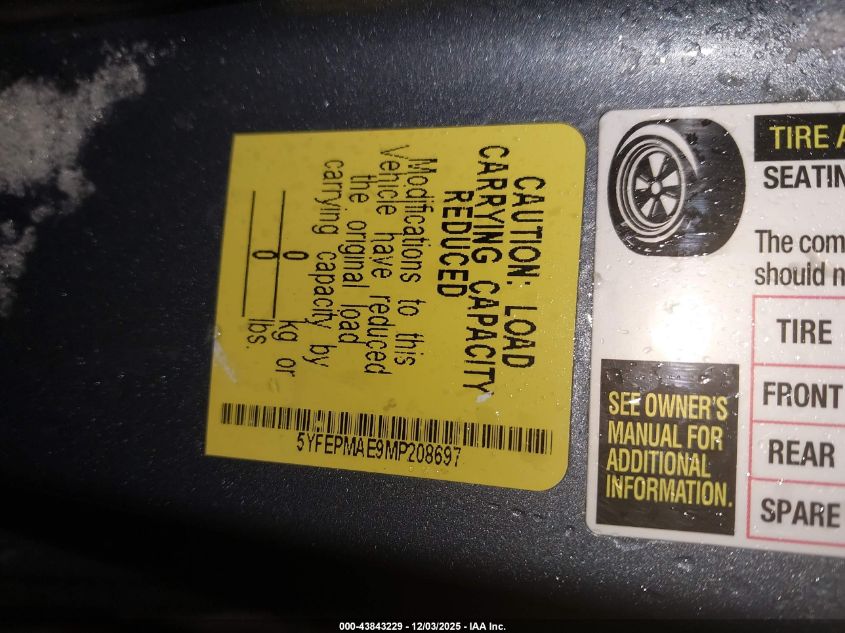 CAUTION: LOAD
CARRYING CAPACITY
REDUCED
Modifications to this
Vehicle have reduced
the original load
carrying capacity by
0 kg or
0 lbs.
5YFEPMAE9MP208697
TIRE A
SEATIN
The com
should n
TIRE
FRONT
REAR
SPARE
SEE OWNER'S
MANUAL FOR
ADDITIONAL
INFORMATION.
000-43843229 - 12/03/2025 - IAA Inc.